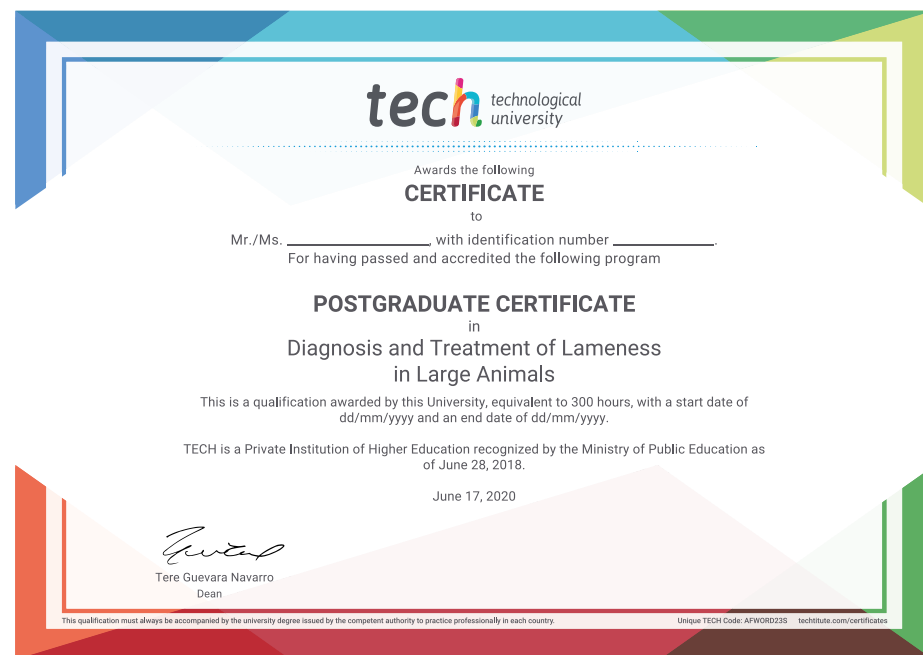 tech technological
university
Awards the following
CERTIFICATE
to
Mr./Ms. ____________, with identification number _________.
For having passed and accredited the following program
POSTGRADUATE CERTIFICATE
in
Diagnosis and Treatment of Lameness
in Large Animals
This is a qualification awarded by this University, equivalent to 300 hours, with a start date of
dd/mm/yyyy and an end date of dd/mm/yyyy.
TECH is a Private Institution of Higher Education recognized by the Ministry of Public Education as
of June 28, 2018.
June 17, 2020
Tere Guevara Navarro
Dean
This qualification must always be accompanied by the university degree issued by the competent authority to practice professionally in each country.
Unique TECH Code: AFWORD23S techtitute.com/certificates